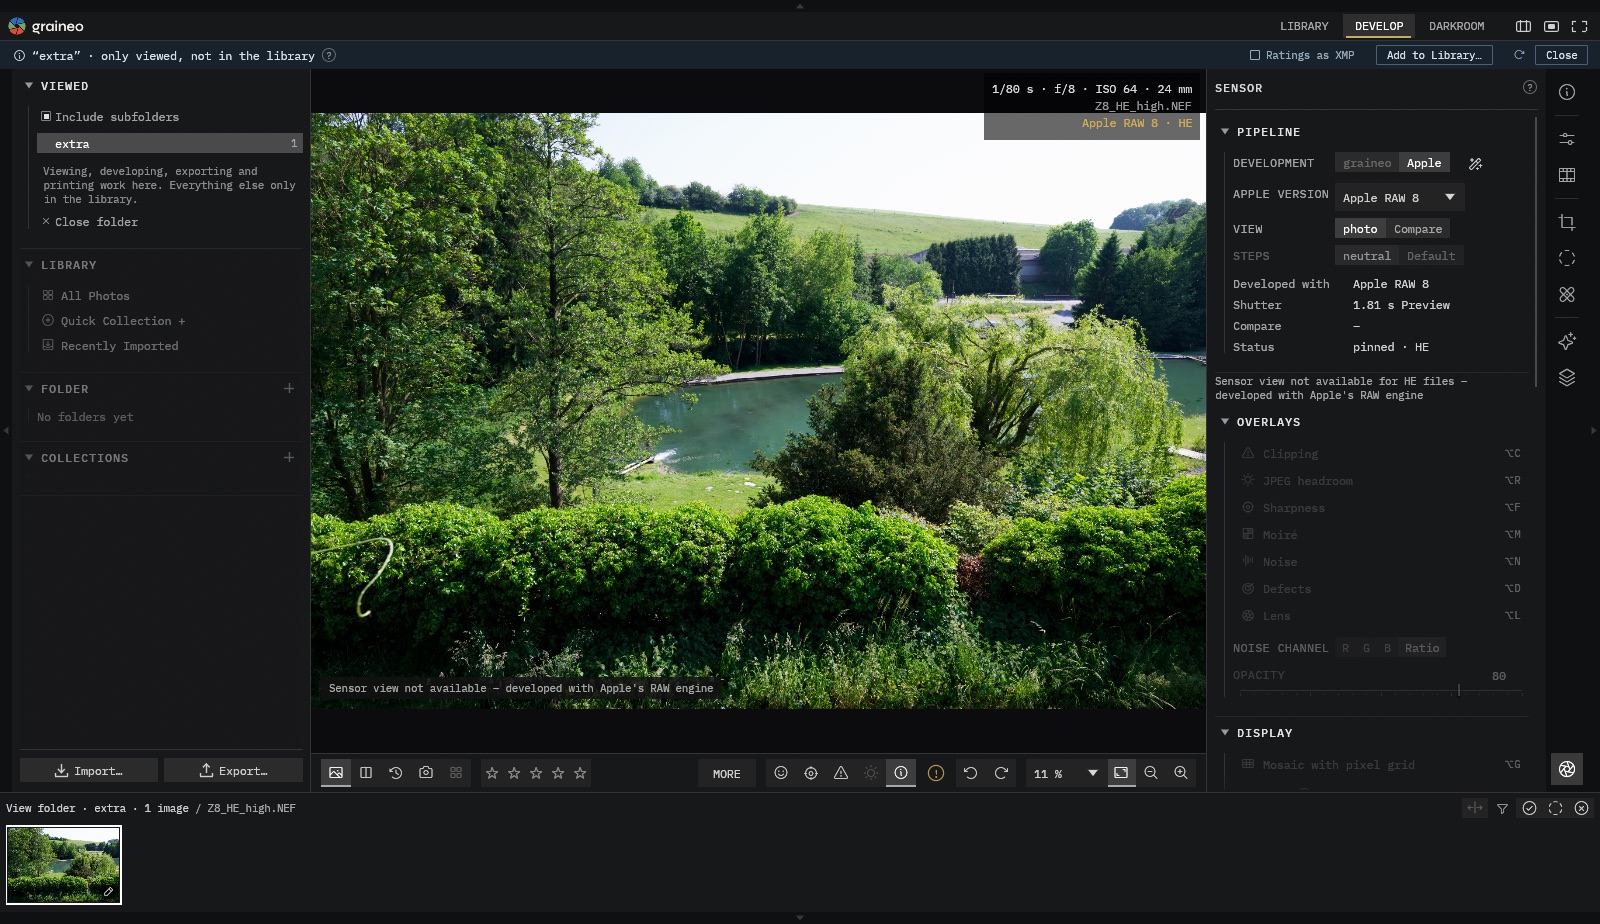 graineo
LIBRARY DEVELOP DARKROOM
“extra” · only viewed, not in the library ?
Ratings as XMP Add to Library… Close
VIEWED
Include subfolders
extra 1
Viewing, developing, exporting and
printing work here. Everything else only
in the library.
× Close folder
LIBRARY
All Photos
Quick Collection +
Recently Imported
FOLDER +
No folders yet
COLLECTIONS +
Import…
Export…
1/80 s · f/8 · ISO 64 · 24 mm
Z8_HE_high.NEF
Apple RAW 8 · HE
Sensor view not available – developed with Apple's RAW engine
MORE
11 %
SENSOR ?
PIPELINE
DEVELOPMENT graineo Apple
APPLE VERSION Apple RAW 8
VIEW photo Compare
STEPS neutral Default
Developed with Apple RAW 8
Shutter 1.81 s Preview
Compare –
Status pinned · HE
Sensor view not available for HE files –
developed with Apple's RAW engine
OVERLAYS
Clipping ⌥C
JPEG headroom ⌥R
Sharpness ⌥F
Moiré ⌥M
Noise ⌥N
Defects ⌥D
Lens ⌥L
NOISE CHANNEL R G B Ratio
OPACITY 80
DISPLAY
Mosaic with pixel grid ⌥G
View folder · extra · 1 image / Z8_HE_high.NEF